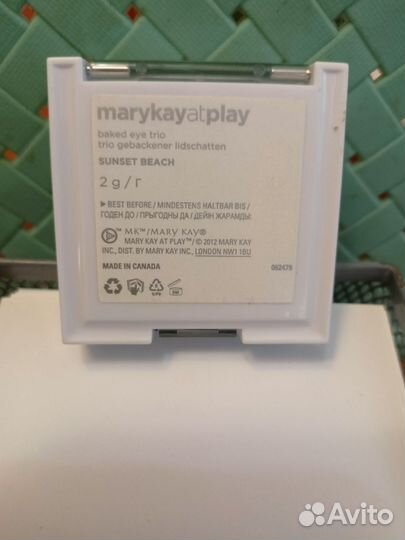 marykayatplay
baked eye trio
trio gebackener lidschatten
SUNSET BEACH
2 g / Г
▶ BEST BEFORE / MINDESTENS HALTBAR BIS /
ГОДЕН ДО / ПРЫГОДНЫ ДА / ДЕЙІН ЖАРАМДЫ:
MK™/MARY KAY®
MARY KAY AT PLAY™/ © 2012 MARY KAY
INC., DIST. BY MARY KAY INC., LONDON NW1 1BU
MADE IN CANADA
062479
Avito